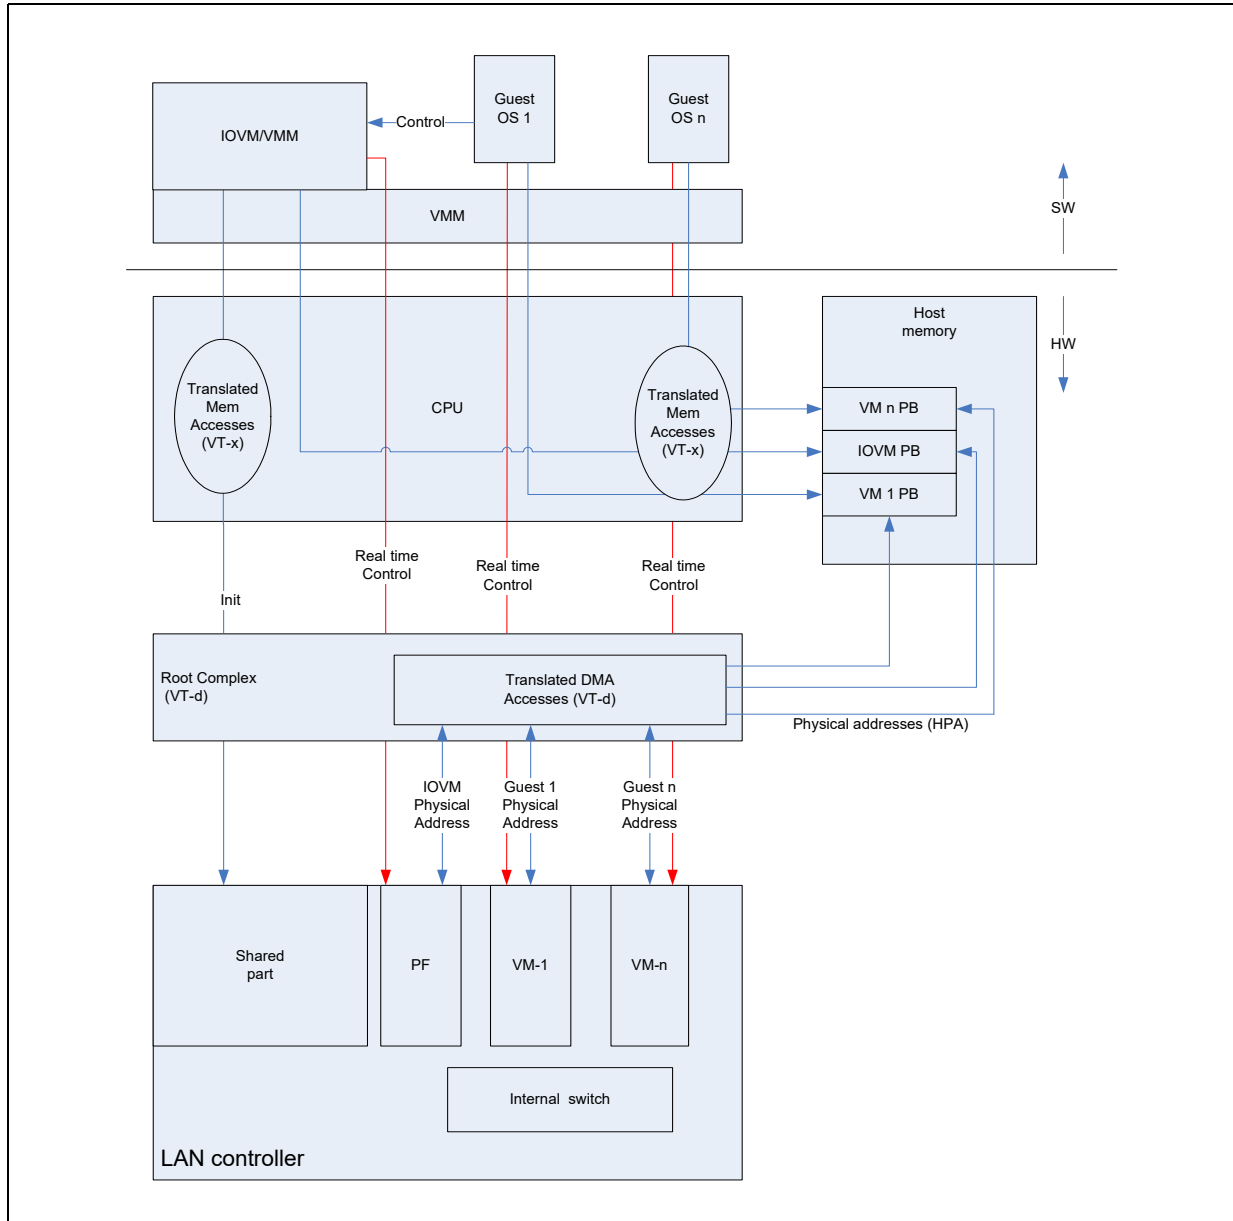 Guest
OS 1
Guest
OS n
IOVM/VMM
Control
VMM
SW
HW
Host
memory
Translated
Mem
Accesses
(VT-x)
CPU
Translated
Mem
Accesses
(VT-x)
VM n PB
IOVM PB
VM 1 PB
Real time
Control
Real time
Control
Real time
Control
Init
Root Complex
(VT-d)
Translated DMA
Accesses (VT-d)
Physical addresses (HPA)
IOVM
Physical
Address
Guest 1
Physical
Address
Guest n
Physical
Address
Shared
part
PF
VM-1
VM-n
Internal switch
LAN controller